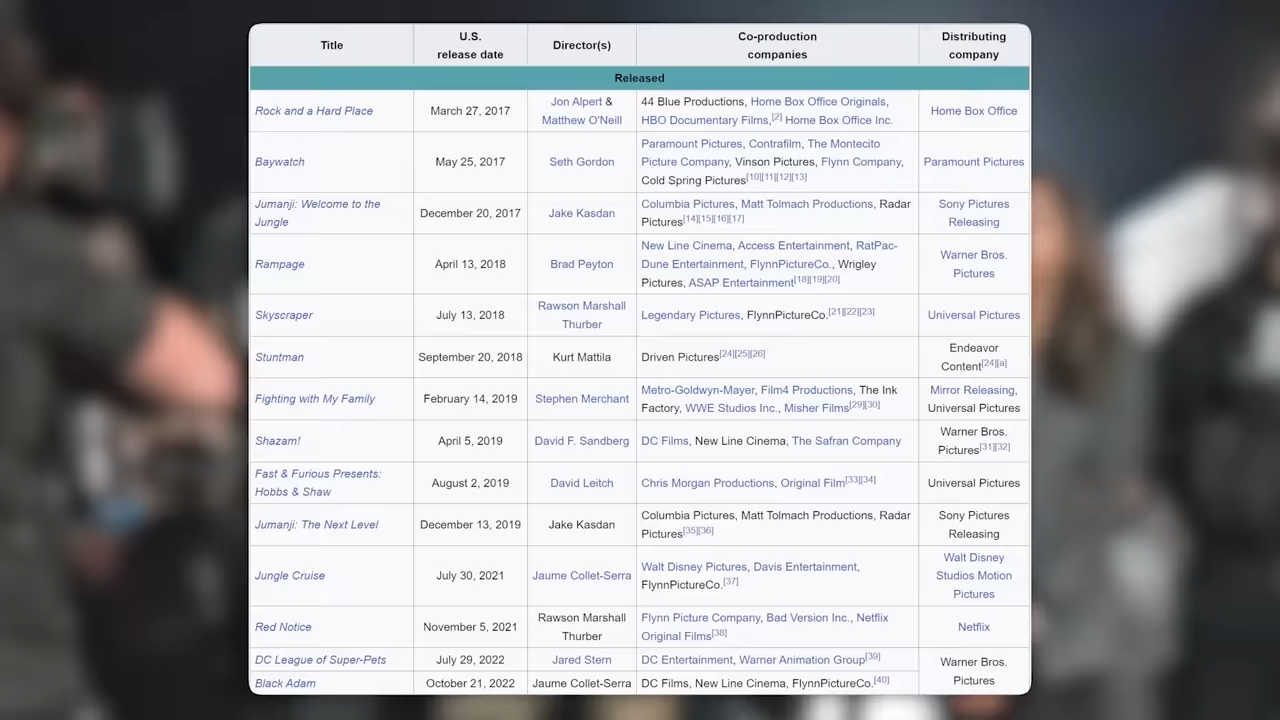 Title
U.S.
release date
Director(s)
Co-production
companies
Distributing
company
Released
Rock and a Hard Place
March 27, 2017
Jon Alpert &
Matthew O'Neill
44 Blue Productions, Home Box Office Originals,
HBO Documentary Films,[2] Home Box Office Inc.
Home Box Office
Baywatch
May 25, 2017
Seth Gordon
Paramount Pictures, Contrafilm, The Montecito
Picture Company, Vinson Pictures, Flynn Company,
Cold Spring Pictures[10][11][12][13]
Paramount Pictures
Jumanji: Welcome to the
Jungle
December 20, 2017
Jake Kasdan
Columbia Pictures, Matt Tolmach Productions, Radar
Pictures[14][15][16][17]
Sony Pictures
Releasing
Rampage
April 13, 2018
Brad Peyton
New Line Cinema, Access Entertainment, RatPac-
Dune Entertainment, FlynnPictureCo., Wrigley
Pictures, ASAP Entertainment[18][19][20]
Warner Bros.
Pictures
Skyscraper
July 13, 2018
Rawson Marshall
Thurber
Legendary Pictures, FlynnPictureCo.[21][22][23]
Universal Pictures
Stuntman
September 20, 2018
Kurt Mattila
Driven Pictures[24][25][26]
Endeavor
Content[24][a]
Fighting with My Family
February 14, 2019
Stephen Merchant
Metro-Goldwyn-Mayer, Film4 Productions, The Ink
Factory, WWE Studios Inc., Misher Films[29][30]
Mirror Releasing,
Universal Pictures
Shazam!
April 5, 2019
David F. Sandberg
DC Films, New Line Cinema, The Safran Company
Warner Bros.
Pictures[31][32]
Fast & Furious Presents:
Hobbs & Shaw
August 2, 2019
David Leitch
Chris Morgan Productions, Original Film[33][34]
Universal Pictures
Jumanji: The Next Level
December 13, 2019
Jake Kasdan
Columbia Pictures, Matt Tolmach Productions, Radar
Pictures[35][36]
Sony Pictures
Releasing
Jungle Cruise
July 30, 2021
Jaume Collet-Serra
Walt Disney Pictures, Davis Entertainment,
FlynnPictureCo.[37]
Walt Disney
Studios Motion
Pictures
Red Notice
November 5, 2021
Rawson Marshall
Thurber
Flynn Picture Company, Bad Version Inc., Netflix
Original Films[38]
Netflix
DC League of Super-Pets
July 29, 2022
Jared Stern
DC Entertainment, Warner Animation Group[39]
Warner Bros.
Pictures
Black Adam
October 21, 2022
Jaume Collet-Serra
DC Films, New Line Cinema, FlynnPictureCo.[40]